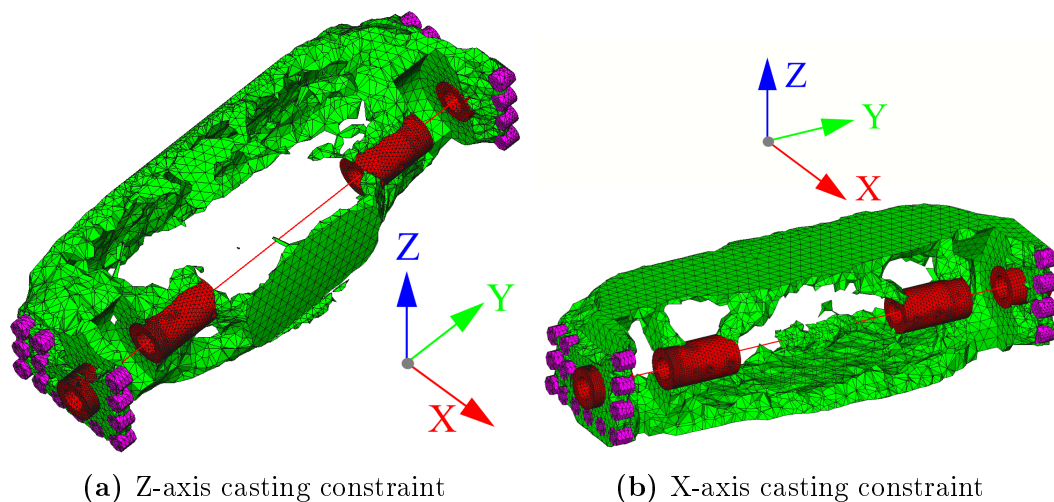 Z
Y
X
Z
Y
X
(a) Z-axis casting constraint
(b) X-axis casting constraint